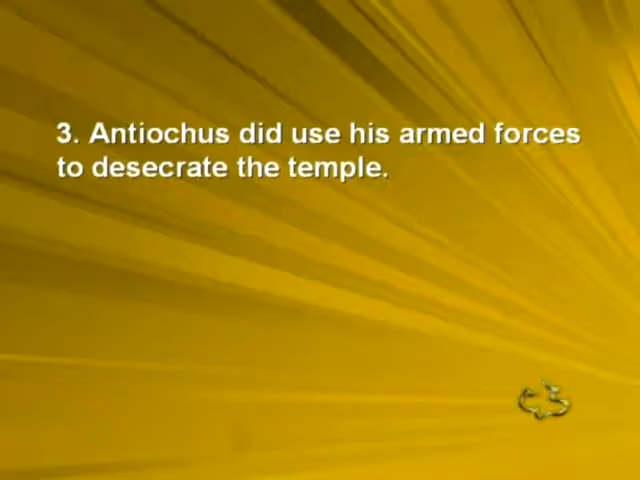 3. Antiochus did use his armed forces
to desecrate the temple.